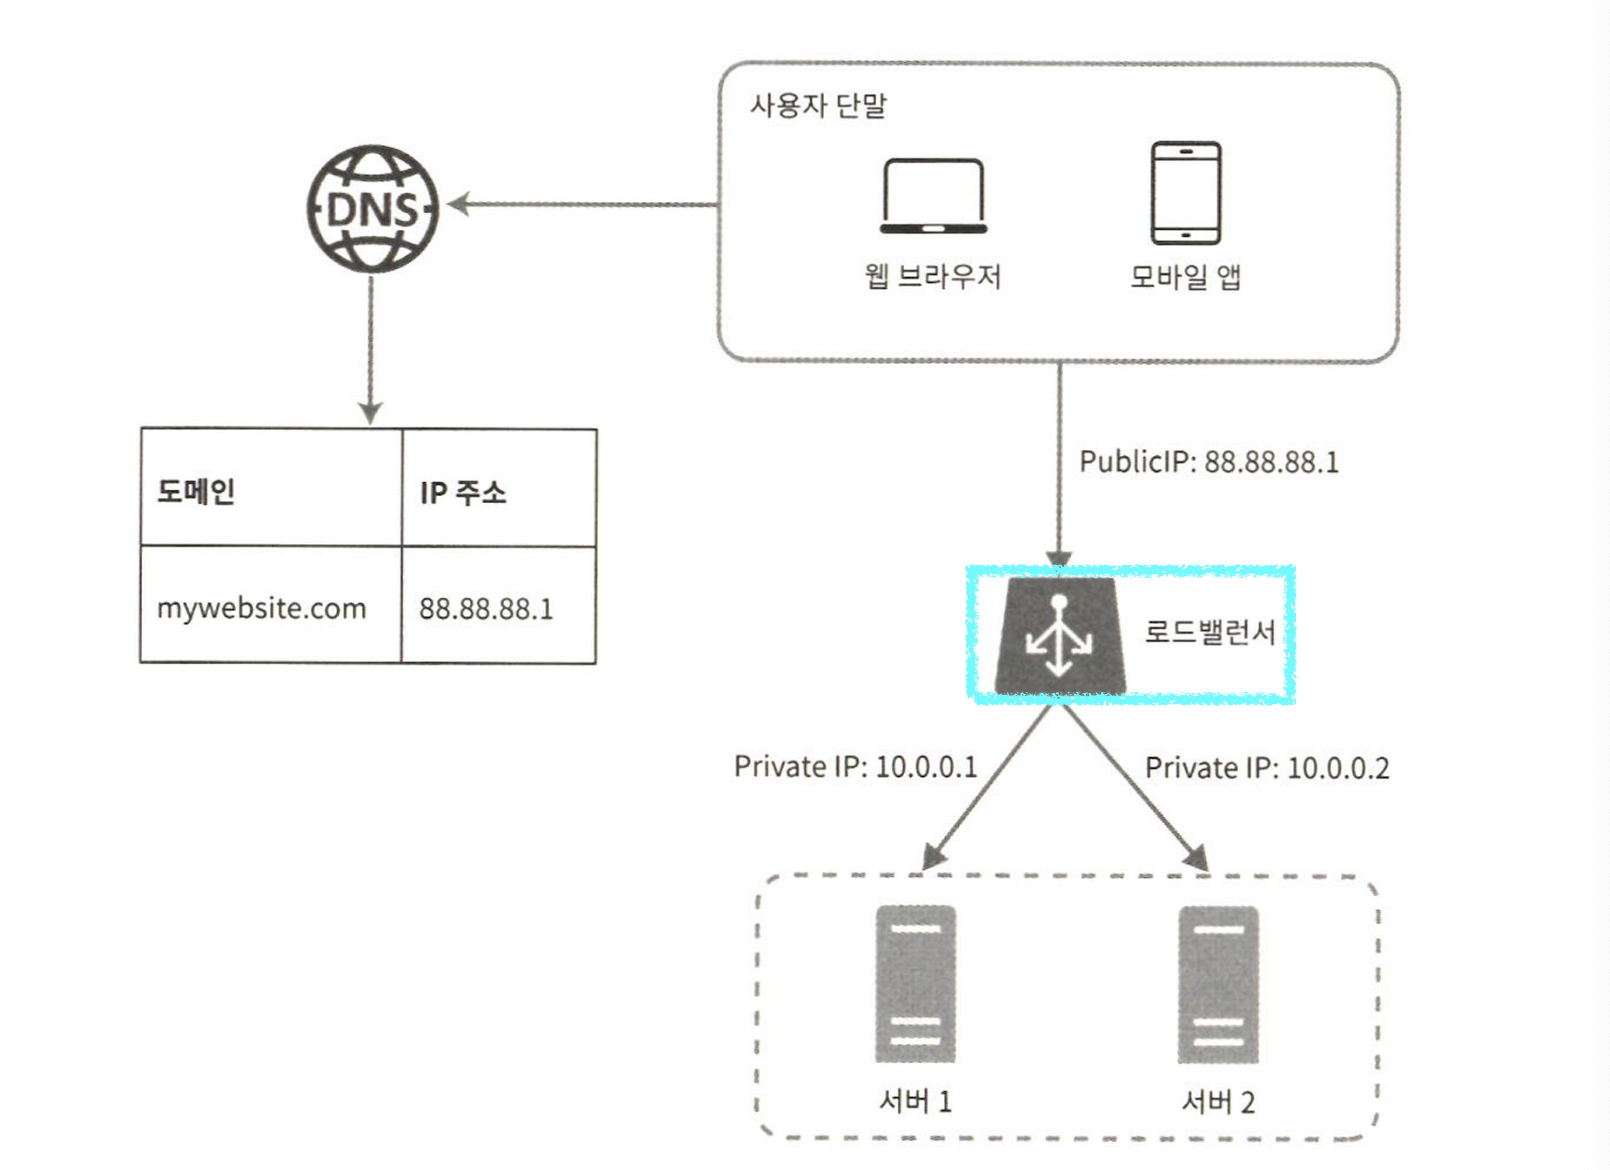 사용자 단말
DNS
웹 브라우저
모바일 앱
도메인
IP 주소
mywebsite.com
88.88.88.1
PublicIP: 88.88.88.1
로드밸런서
Private IP: 10.0.0.1
Private IP: 10.0.0.2
서버 1
서버 2